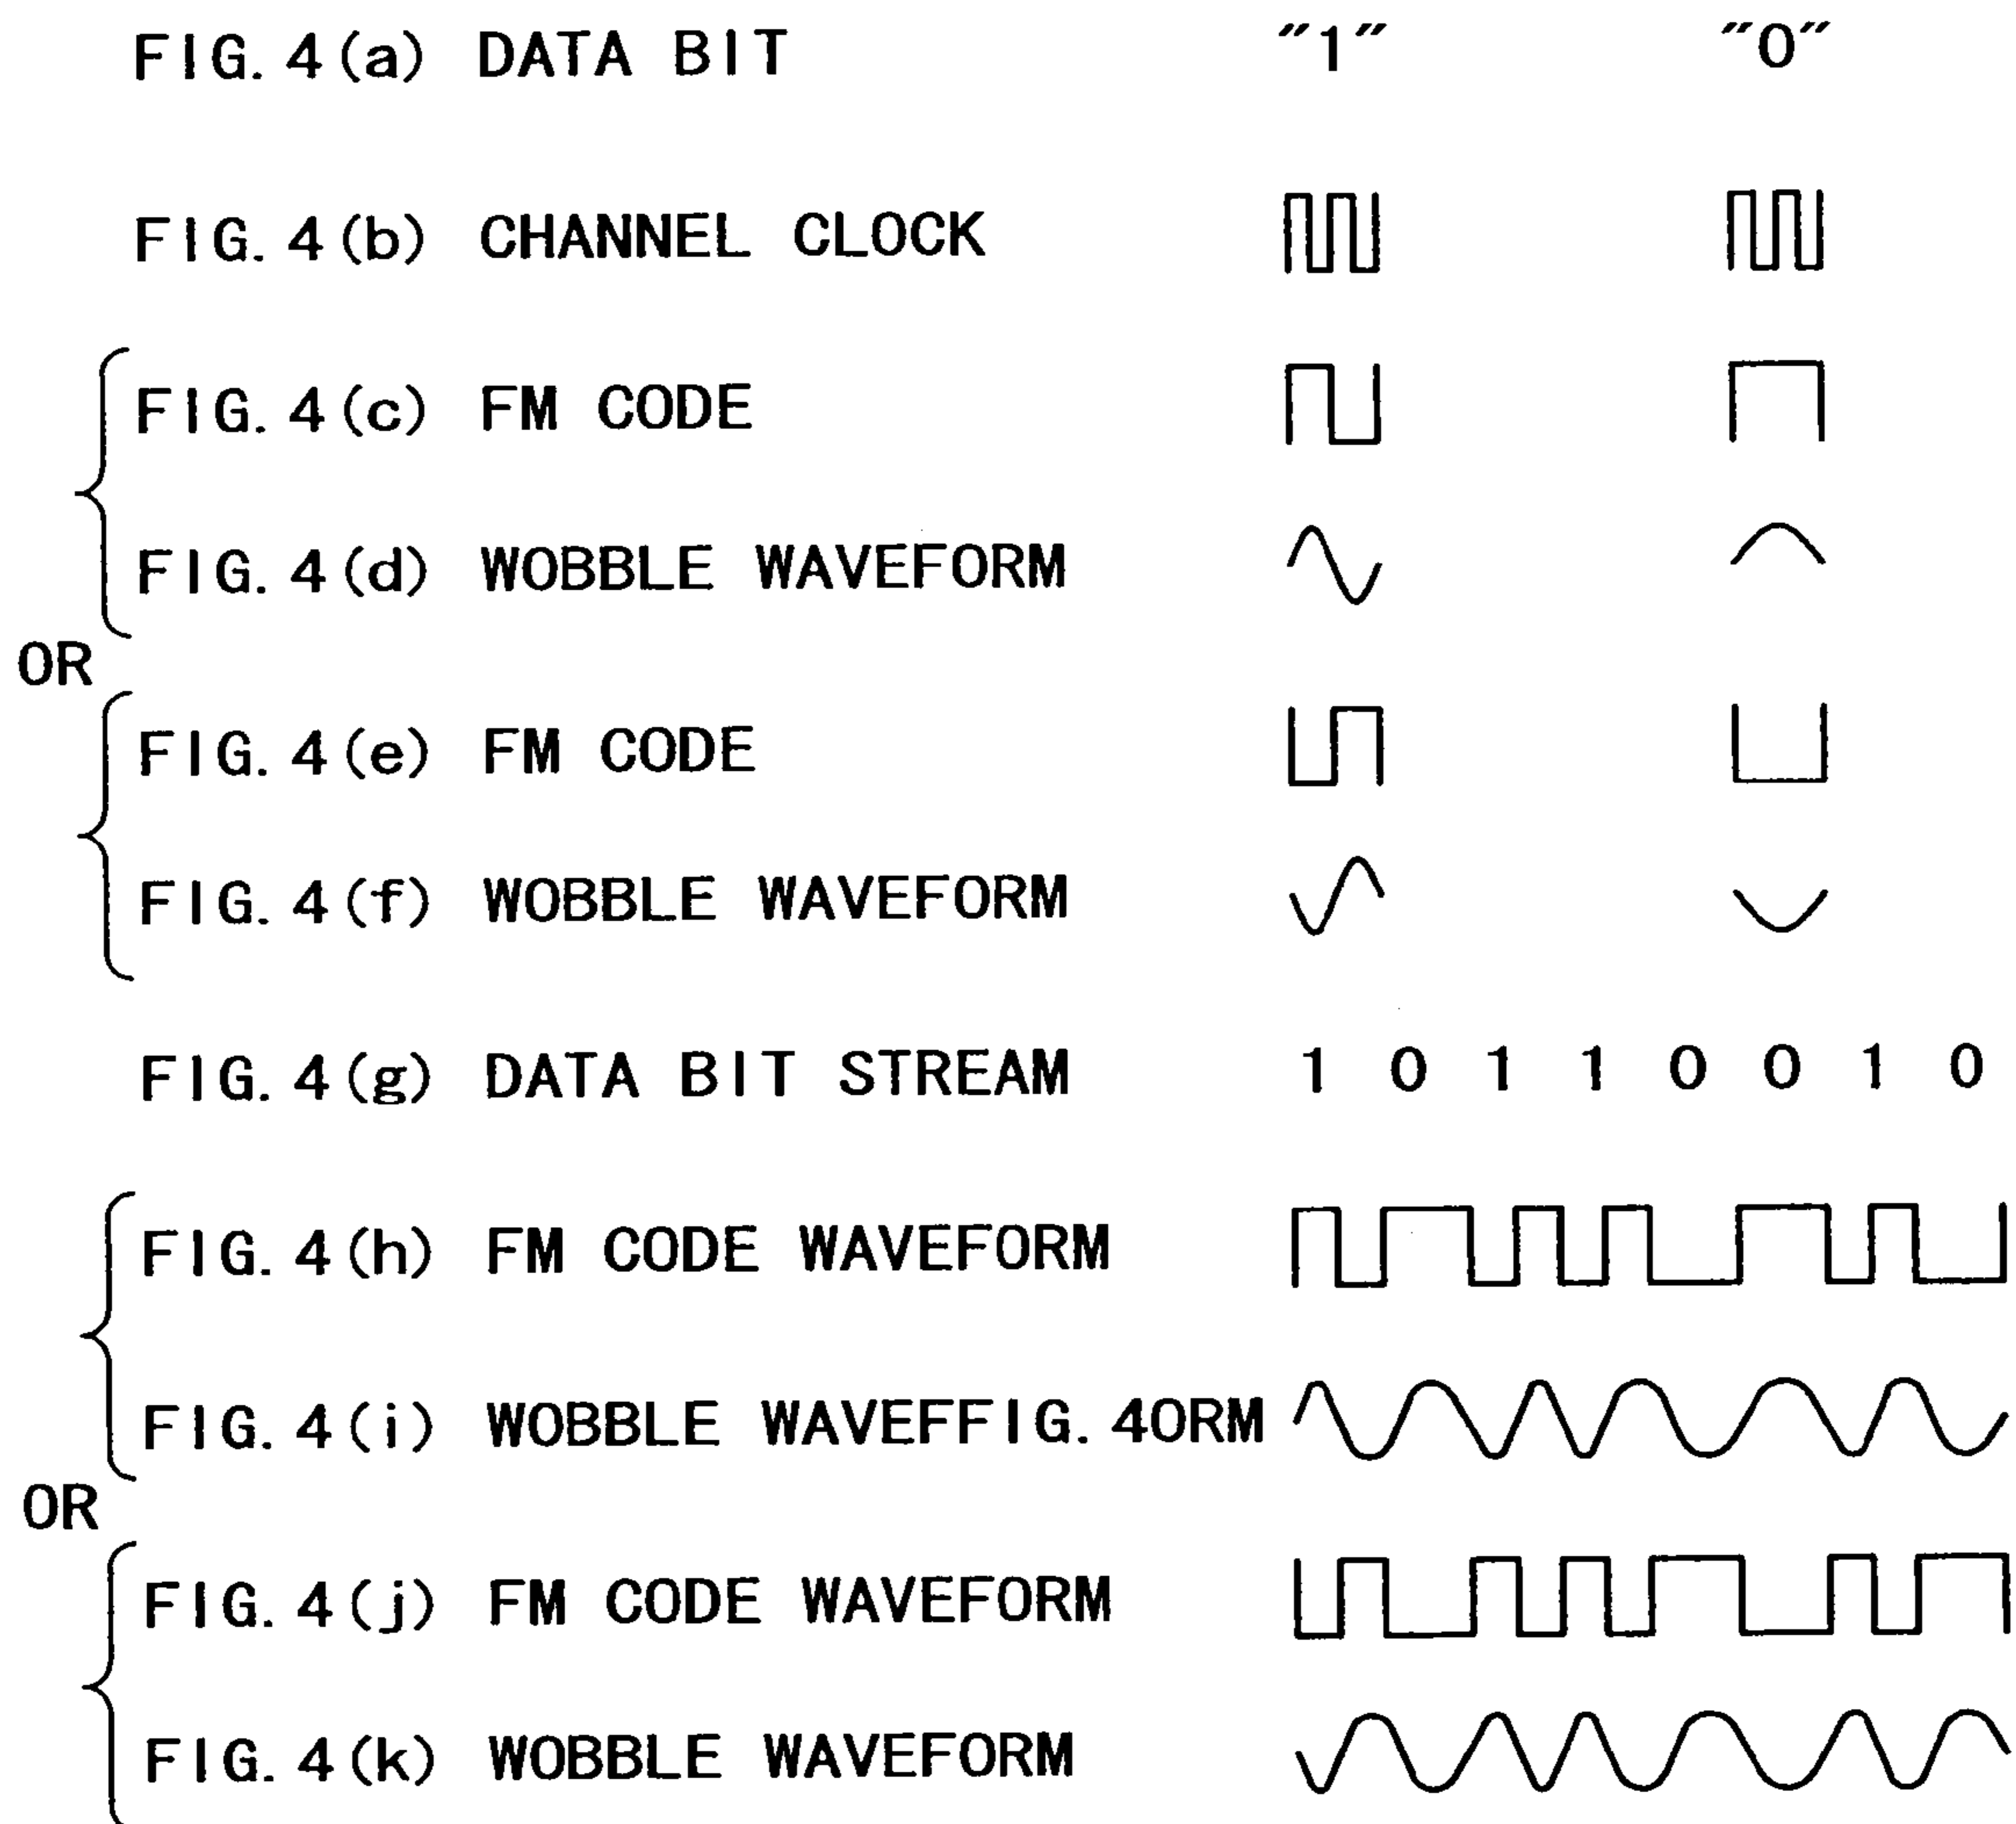 FIG. 4(a) DATA BIT ″1″ ″0″
FIG. 4(b) CHANNEL CLOCK
FIG. 4(c) FM CODE
FIG. 4(d) WOBBLE WAVEFORM
OR
FIG. 4(e) FM CODE
FIG. 4(f) WOBBLE WAVEFORM
FIG. 4(g) DATA BIT STREAM 1 0 1 1 0 0 1 0
FIG. 4(h) FM CODE WAVEFORM
FIG. 4(i) WOBBLE WAVEFFIG. 4ORM
OR
FIG. 4(j) FM CODE WAVEFORM
FIG. 4(k) WOBBLE WAVEFORM